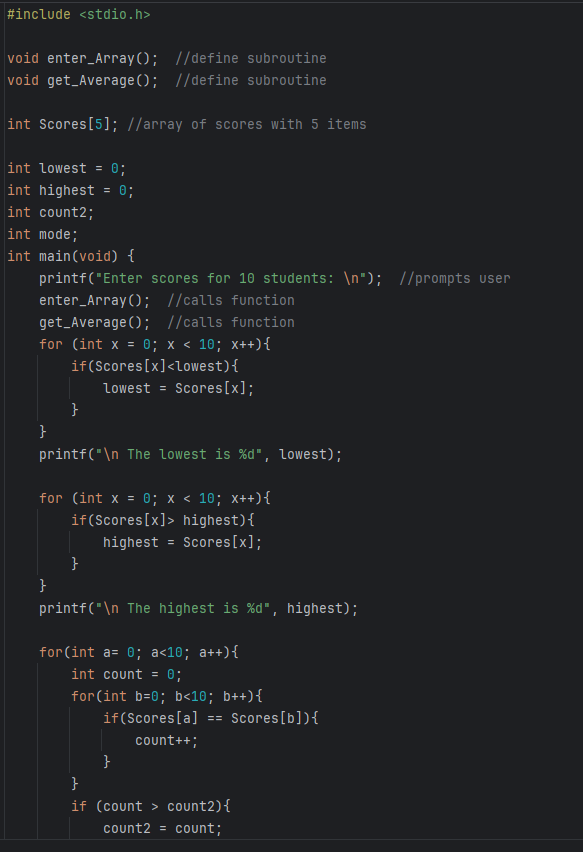 #include <stdio.h>
void enter_Array();  //define subroutine
void get_Average();  //define subroutine
int Scores[5]; //array of scores with 5 items
int lowest = 0;
int highest = 0;
int count2;
int mode;
int main(void) {
    printf("Enter scores for 10 students: \n");  //prompts user
    enter_Array();  //calls function
    get_Average();  //calls function
    for (int x = 0; x < 10; x++){
        if(Scores[x]<lowest){
            lowest = Scores[x];
        }
    }
    printf("\n The lowest is %d", lowest);
    for (int x = 0; x < 10; x++){
        if(Scores[x]> highest){
            highest = Scores[x];
        }
    }
    printf("\n The highest is %d", highest);
    for(int a= 0; a<10; a++){
        int count = 0;
        for(int b=0; b<10; b++){
            if(Scores[a] == Scores[b]){
                count++;
            }
        }
        if (count > count2){
            count2 = count;